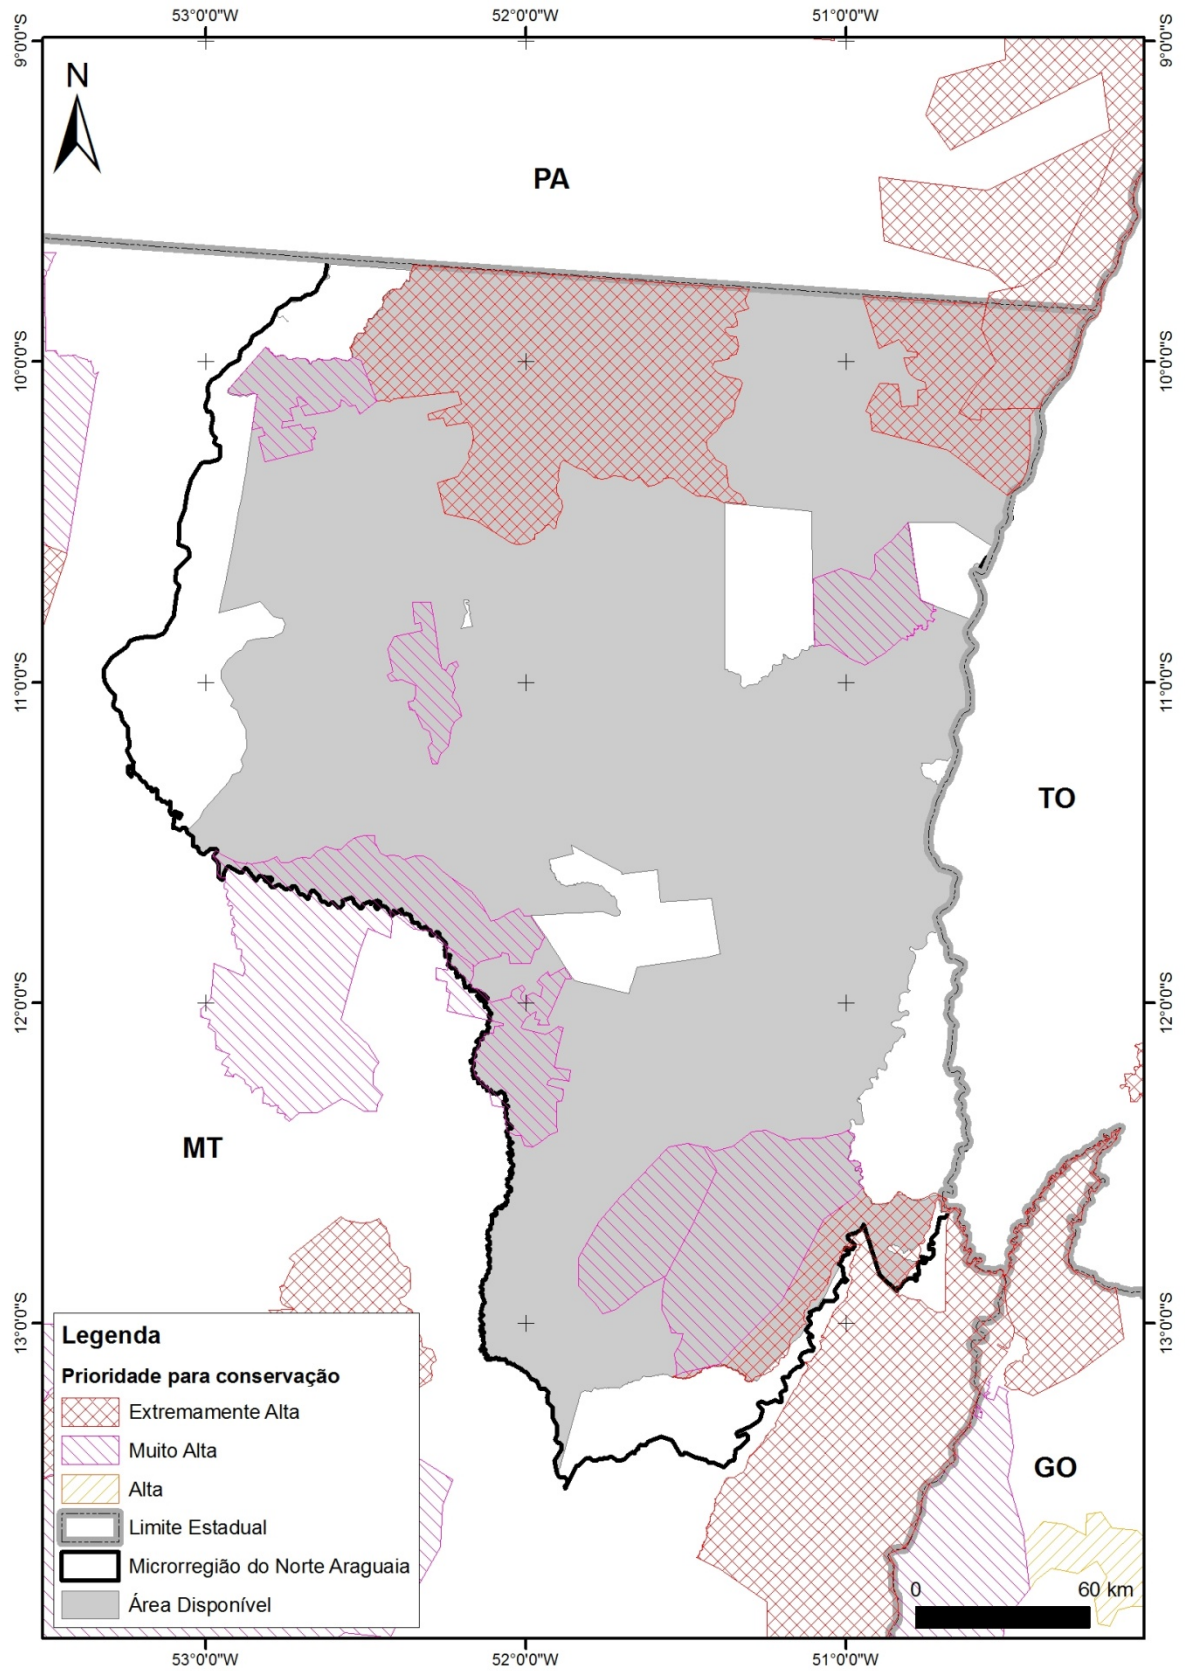 53°0'0"W 52°0'0"W 51°0'0"W
9°0'0"S 9°0'0"S
N
PA
10°0'0"S 10°0'0"S
11°0'0"S 11°0'0"S
TO
12°0'0"S 12°0'0"S
MT
13°0'0"S 13°0'0"S
Legenda
Prioridade para conservação
Extremamente Alta
Muito Alta
Alta
Limite Estadual
Microrregião do Norte Araguaia
Área Disponível
GO
0 60 km
53°0'0"W 52°0'0"W 51°0'0"W